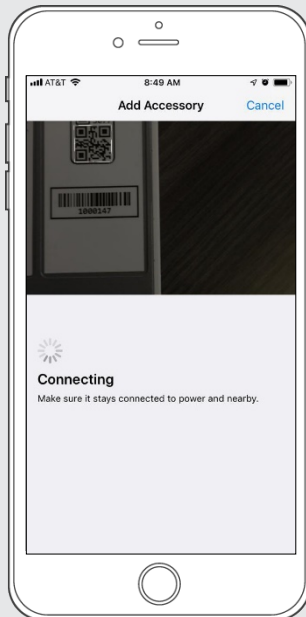 AT&T 8:49 AM
Add Accessory Cancel
1000147
Connecting
Make sure it stays connected to power and nearby.